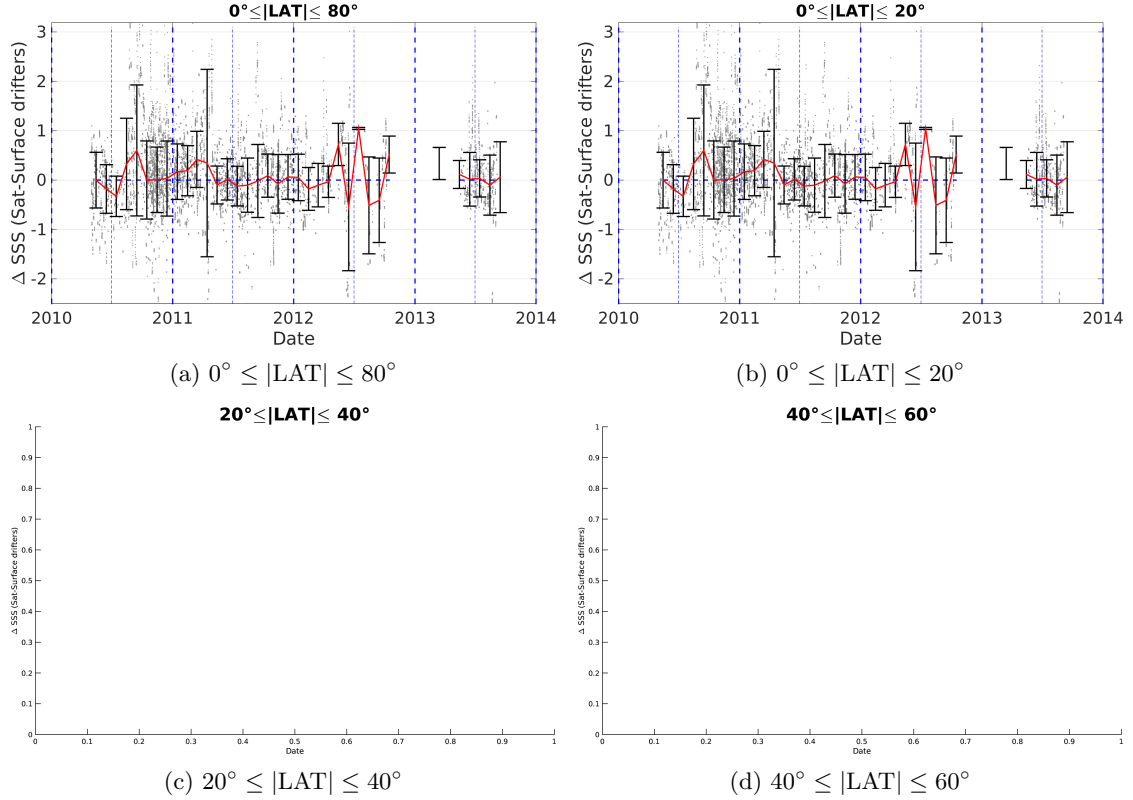 0°≤|LAT|≤ 80°
Δ SSS (Sat-Surface drifters)
3
2
1
0
-1
-2
2010 2011 2012 2013 2014
Date
(a) 0° ≤ |LAT| ≤ 80°
0°≤|LAT|≤ 20°
Δ SSS (Sat-Surface drifters)
3
2
1
0
-1
-2
2010 2011 2012 2013 2014
Date
(b) 0° ≤ |LAT| ≤ 20°
20°≤|LAT|≤ 40°
Δ SSS (Sat-Surface drifters)
1
0.9
0.8
0.7
0.6
0.5
0.4
0.3
0.2
0.1
0
0 0.1 0.2 0.3 0.4 0.5 0.6 0.7 0.8 0.9 1
Date
(c) 20° ≤ |LAT| ≤ 40°
40°≤|LAT|≤ 60°
Δ SSS (Sat-Surface drifters)
1
0.9
0.8
0.7
0.6
0.5
0.4
0.3
0.2
0.1
0
0 0.1 0.2 0.3 0.4 0.5 0.6 0.7 0.8 0.9 1
Date
(d) 40° ≤ |LAT| ≤ 60°